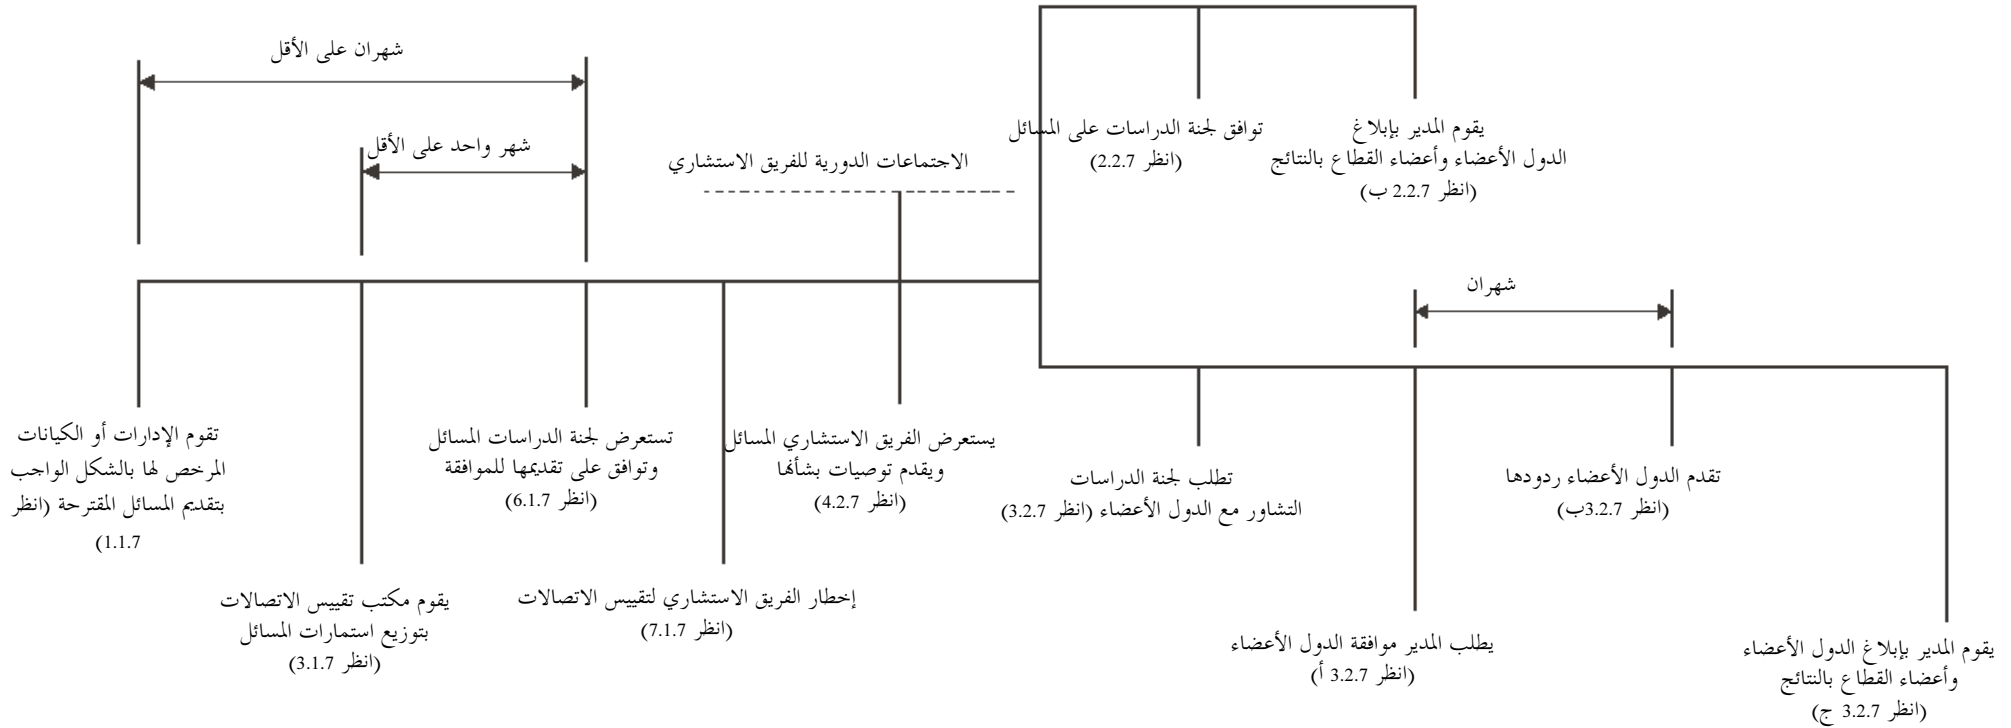 شهران على الأقل
شهر واحد على الأقل
الاجتماعات الدورية للفريق الاستشاري
توافق لجنة الدراسات على المسائل
(انظر 2.2.7)
يقوم المدير بإبلاغ
الدول الأعضاء وأعضاء القطاع بالنتائج
(انظر 2.2.7 ب)
شهران
تقوم الإدارات أو الكيانات
المرخص لها بالشكل الواجب
بتقديم المسائل المقترحة (انظر
1.1.7)
يقوم مكتب تقييس الاتصالات
بتوزيع استمارات المسائل
(انظر 3.1.7)
تستعرض لجنة الدراسات المسائل
وتوافق على تقديمها للموافقة
(انظر 6.1.7)
إخطار الفريق الاستشاري لتقييس الاتصالات
(انظر 7.1.7)
يستعرض الفريق الاستشاري المسائل
ويقدم توصيات بشأنها
(انظر 4.2.7)
تطلب لجنة الدراسات
التشاور مع الدول الأعضاء (انظر 3.2.7)
يطلب المدير موافقة الدول الأعضاء
(انظر 3.2.7 أ)
تقدم الدول الأعضاء ردودها
(انظر 3.2.7ب)
يقوم المدير بإبلاغ الدول الأعضاء
وأعضاء القطاع بالنتائج
(انظر 3.2.7 ج)